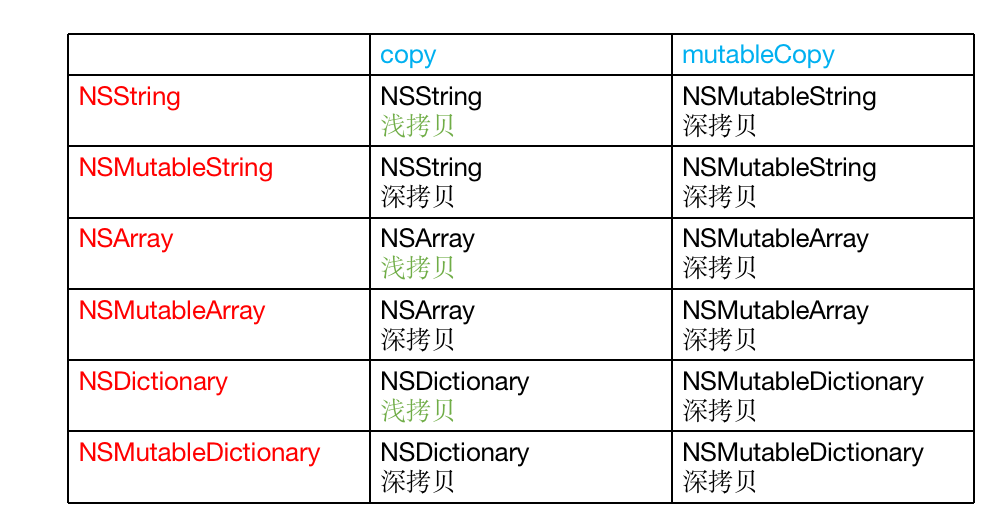 copy
mutableCopy
NSString
NSString
浅拷贝
NSMutableString
深拷贝
NSMutableString
NSString
深拷贝
NSMutableString
深拷贝
NSArray
NSArray
浅拷贝
NSMutableArray
深拷贝
NSMutableArray
NSArray
深拷贝
NSMutableArray
深拷贝
NSDictionary
NSDictionary
浅拷贝
NSMutableDictionary
深拷贝
NSMutableDictionary
NSDictionary
深拷贝
NSMutableDictionary
深拷贝